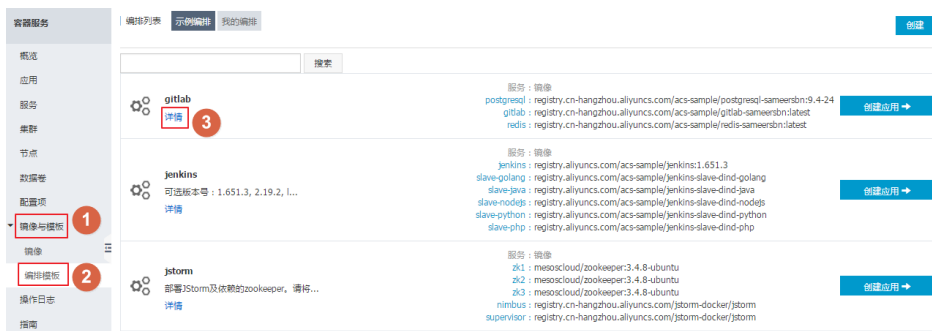 容器服务
概览
应用
服务
集群
节点
数据卷
配置项
镜像与模板
1
镜像
编排模板
2
操作日志
指南
编排列表 示例编排 我的编排
创建
搜索
gitlab
详情
3
服务：镜像
postgresql：registry.cn-hangzhou.aliyuncs.com/acs-sample/postgresql-sameersbn:9.4-24
gitlab：registry.cn-hangzhou.aliyuncs.com/acs-sample/gitlab-sameersbn:latest
redis：registry.cn-hangzhou.aliyuncs.com/acs-sample/redis-sameersbn:latest
创建应用
jenkins
可选版本号：1.651.3, 2.19.2, l...
详情
服务：镜像
jenkins：registry.aliyuncs.com/acs-sample/jenkins:1.651.3
slave-golang：registry.aliyuncs.com/acs-sample/jenkins-slave-dind-golang
slave-java：registry.aliyuncs.com/acs-sample/jenkins-slave-dind-java
slave-nodejs：registry.aliyuncs.com/acs-sample/jenkins-slave-dind-nodejs
slave-python：registry.aliyuncs.com/acs-sample/jenkins-slave-dind-python
slave-php：registry.aliyuncs.com/acs-sample/jenkins-slave-dind-php
创建应用
jstorm
部署JStorm及依赖的zookeeper。请将...
详情
服务：镜像
zk1：mesoscloud/zookeeper:3.4.8-ubuntu
zk2：mesoscloud/zookeeper:3.4.8-ubuntu
zk3：mesoscloud/zookeeper:3.4.8-ubuntu
nimbus：registry.cn-hangzhou.aliyuncs.com/jstorm-docker/jstorm
supervisor：registry.cn-hangzhou.aliyuncs.com/jstorm-docker/jstorm
创建应用